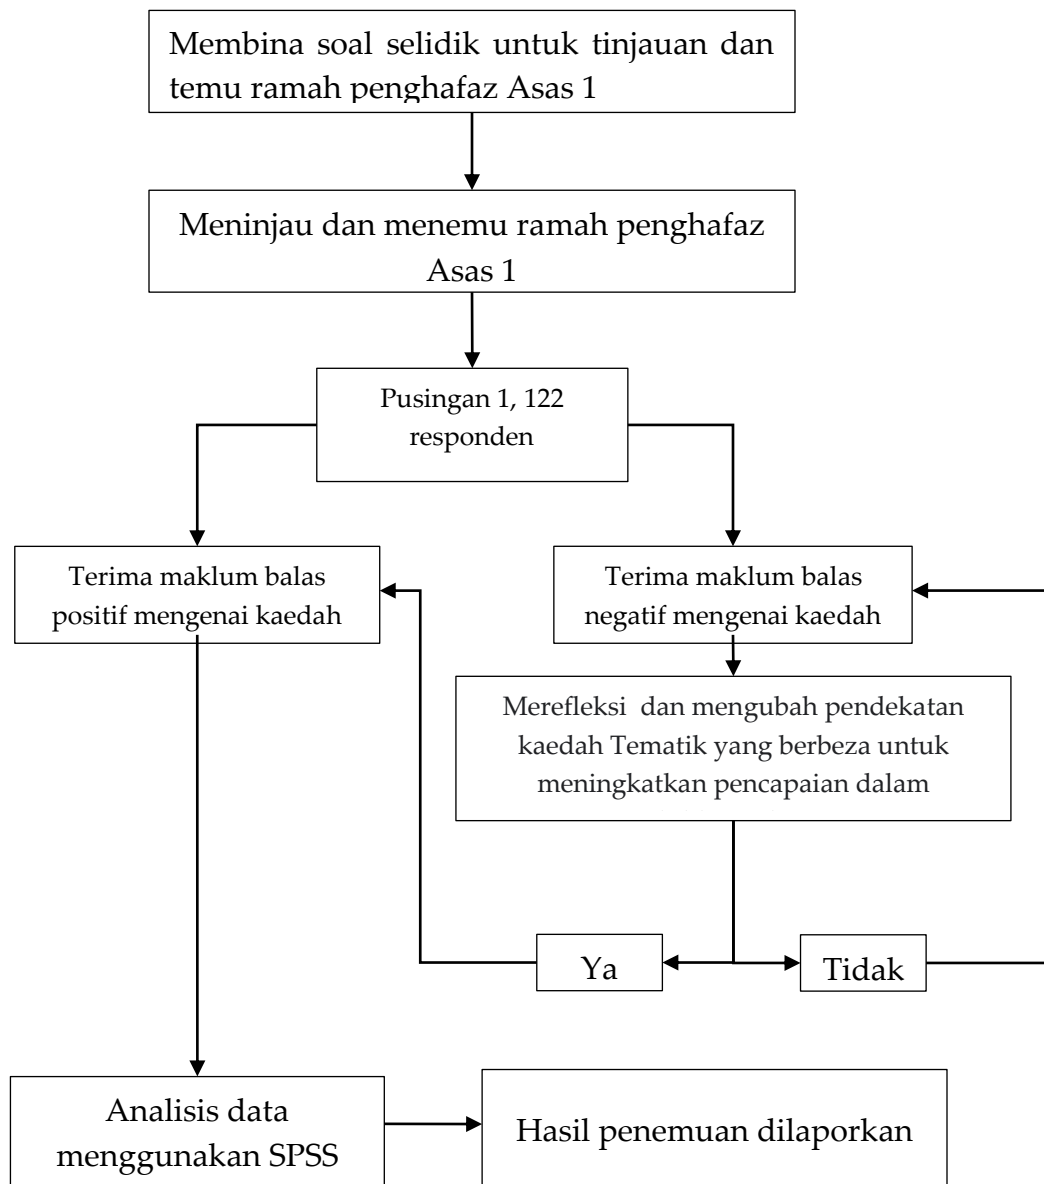 Membina soal selidik untuk tinjauan dan
temu ramah penghafaz Asas 1
Meninjau dan menemu ramah penghafaz
Asas 1
Pusingan 1, 122
responden
Terima maklum balas
positif mengenai kaedah
Terima maklum balas
negatif mengenai kaedah
Merefleksi dan mengubah pendekatan
kaedah Tematik yang berbeza untuk
meningkatkan pencapaian dalam
Ya
Tidak
Analisis data
menggunakan SPSS
Hasil penemuan dilaporkan